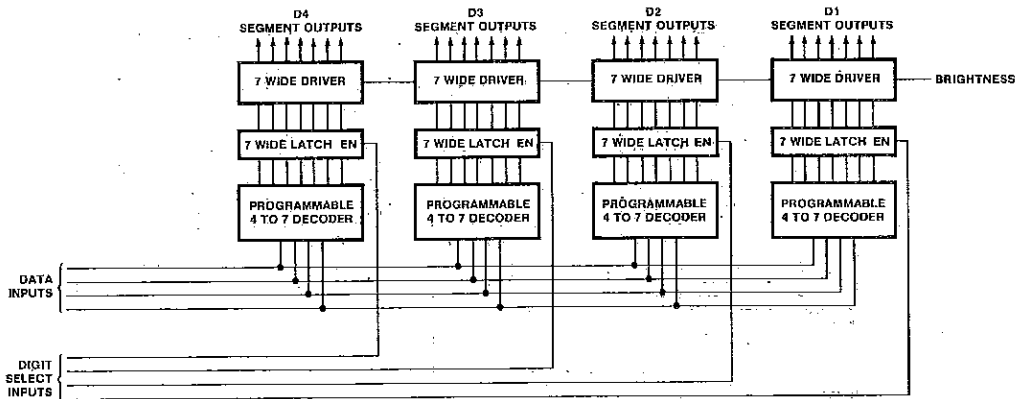 D4
SEGMENT OUTPUTS
D3
SEGMENT OUTPUTS
D2
SEGMENT OUTPUTS
D1
SEGMENT OUTPUTS
7 WIDE DRIVER
7 WIDE DRIVER
7 WIDE DRIVER
7 WIDE DRIVER
BRIGHTNESS
7 WIDE LATCH EN
7 WIDE LATCH EN
7 WIDE LATCH EN
7 WIDE LATCH EN
PROGRAMMABLE
4 TO 7 DECODER
PROGRAMMABLE
4 TO 7 DECODER
PROGRAMMABLE
4 TO 7 DECODER
PROGRAMMABLE
4 TO 7 DECODER
DATA
INPUTS
DIGIT
SELECT
INPUTS